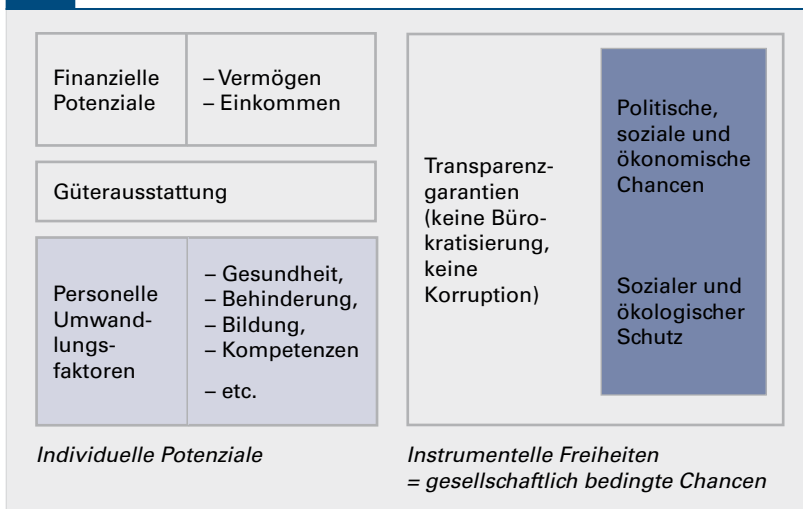 Finanzielle
Potenziale
– Vermögen
– Einkommen
Güterausstattung
Personelle
Umwand-
lungs-
faktoren
– Gesundheit,
– Behinderung,
– Bildung,
– Kompetenzen
– etc.
Individuelle Potenziale
Transparenz-
garantien
(keine Büro-
kratisierung,
keine
Korruption)
Politische,
soziale und
ökonomische
Chancen
Sozialer und
ökologischer
Schutz
Instrumentelle Freiheiten
= gesellschaftlich bedingte Chancen